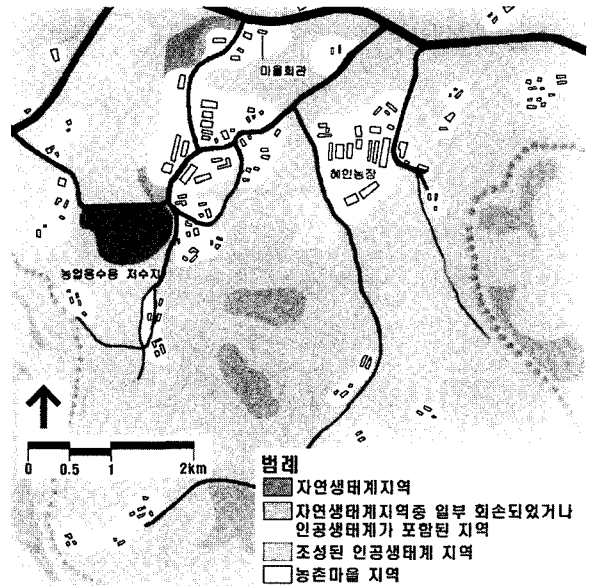 마을회관
혜인농장
농업용수용 저수지
0 0.5 1 2km
범례
자연생태계지역
자연생태계지역중 일부 훼손되었거나
인공생태계가 포함된 지역
조성된 인공생태계 지역
농촌마을 지역